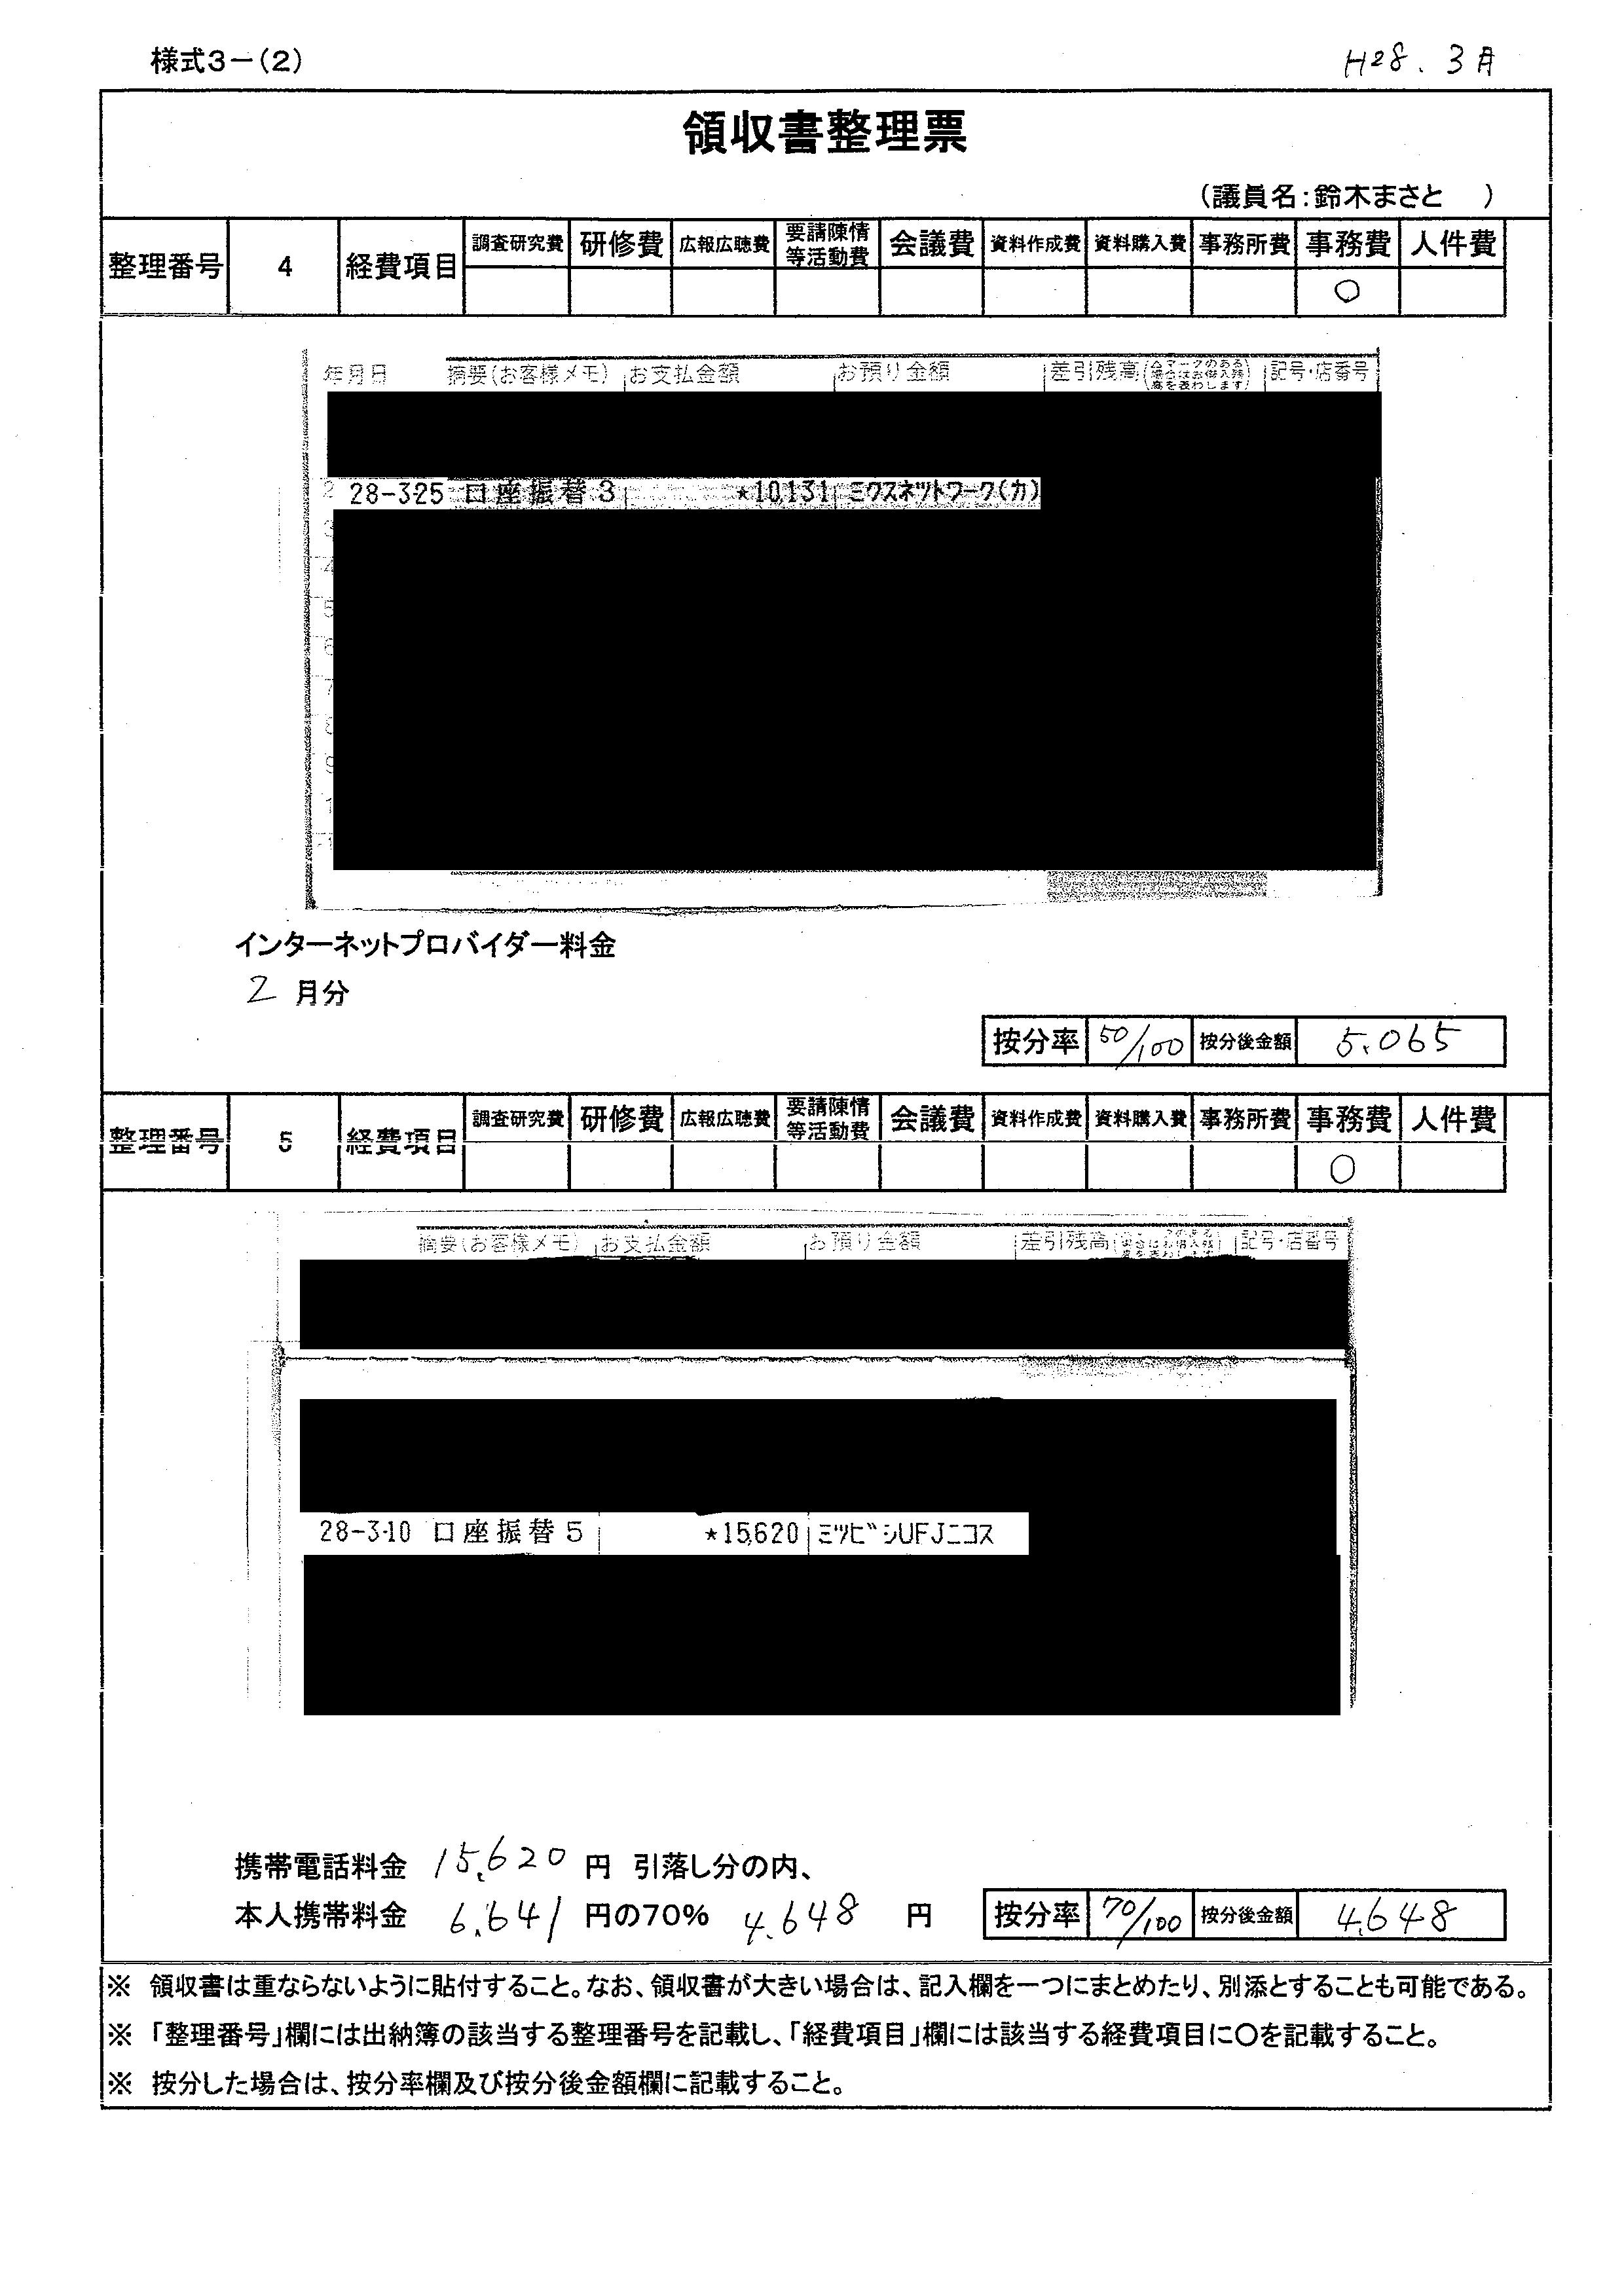 様式3－(2)
H28．3月
領収書整理票
(議員名：鈴木まさと　)
整理番号 4 経費項目 調査研究費 研修費 広報広聴費 要請陳情等活動費 会議費 資料作成費 資料購入費 事務所費 事務費 人件費
○
年月日 摘要(お客様メモ) お支払金額 お預り金額 差引残高 記号・店番号
28-3-25 口座振替3 ★10,131 ミクスネツトワーク(カ)
インターネットプロバイダー料金
2 月分
按分率 50/100 按分後金額 5.065
整理番号 5 経費項目 調査研究費 研修費 広報広聴費 要請陳情等活動費 会議費 資料作成費 資料購入費 事務所費 事務費 人件費
○
摘要(お客様メモ) お支払金額 お預り金額 差引残高 記号・店番号
28-3-10 口座振替5 ★15,620 ミツビシUFJニコス
携帯電話料金 15.620 円 引落し分の内、
本人携帯料金 6.641 円の70％ 4.648 円
按分率 70/100 按分後金額 4.648
※ 領収書は重ならないように貼付すること。なお、領収書が大きい場合は、記入欄を一つにまとめたり、別添とすることも可能である。
※ 「整理番号」欄には出納簿の該当する整理番号を記載し、「経費項目」欄には該当する経費項目に○を記載すること。
※ 按分した場合は、按分率欄及び按分後金額欄に記載すること。